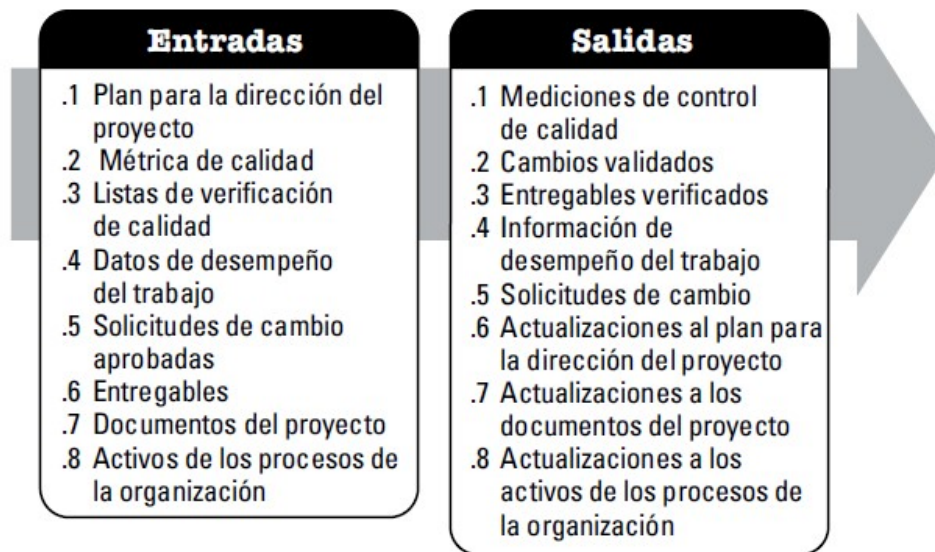 Entradas
.1 Plan para la dirección del
proyecto
.2 Métrica de calidad
.3 Listas de verificación
de calidad
.4 Datos de desempeño
del trabajo
.5 Solicitudes de cambio
aprobadas
.6 Entregables
.7 Documentos del proyecto
.8 Activos de los procesos de
la organización
Salidas
.1 Mediciones de control
de calidad
.2 Cambios validados
.3 Entregables verificados
.4 Información de
desempeño del trabajo
.5 Solicitudes de cambio
.6 Actualizaciones al plan para
la dirección del proyecto
.7 Actualizaciones a los
documentos del proyecto
.8 Actualizaciones a los
activos de los procesos de
la organización